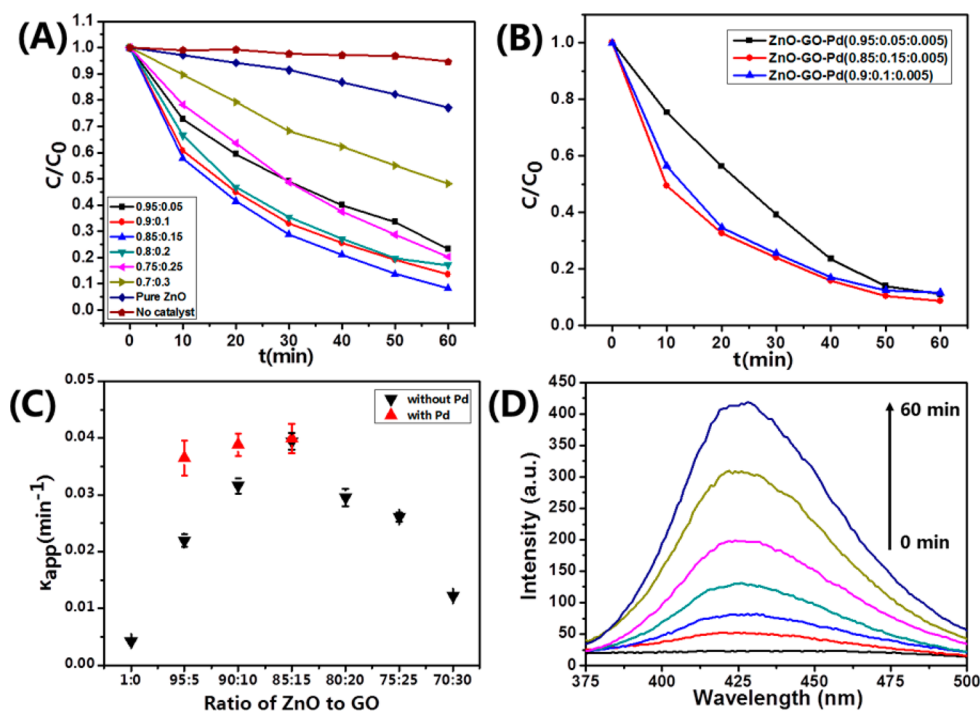 (A)
C/C0
1.1
1.0
0.9
0.8
0.7
0.6
0.5
0.4
0.3
0.2
0.1
0.0
0.95:0.05
0.9:0.1
0.85:0.15
0.8:0.2
0.75:0.25
0.7:0.3
Pure ZnO
No catalyst
0 10 20 30 40 50 60
t(min)
(B)
C/C0
1.0
0.8
0.6
0.4
0.2
0.0
ZnO-GO-Pd(0.95:0.05:0.005)
ZnO-GO-Pd(0.85:0.15:0.005)
ZnO-GO-Pd(0.9:0.1:0.005)
0 10 20 30 40 50 60
t(min)
(C)
κapp(min-1)
0.05
0.04
0.03
0.02
0.01
0.00
without Pd
with Pd
1:0 95:5 90:10 85:15 80:20 75:25 70:30
Ratio of ZnO to GO
(D)
Intensity (a.u.)
450
400
350
300
250
200
150
100
50
0
60 min
0 min
375 400 425 450 475 500
Wavelength (nm)